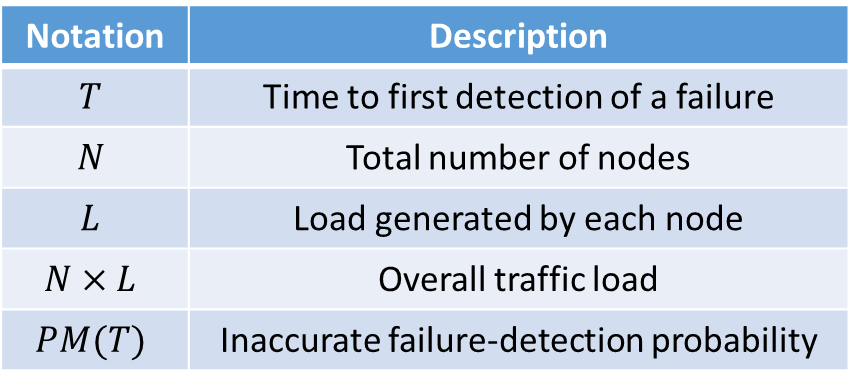 Notation Description
T Time to first detection of a failure
N Total number of nodes
L Load generated by each node
N × L Overall traffic load
PM(T) Inaccurate failure-detection probability